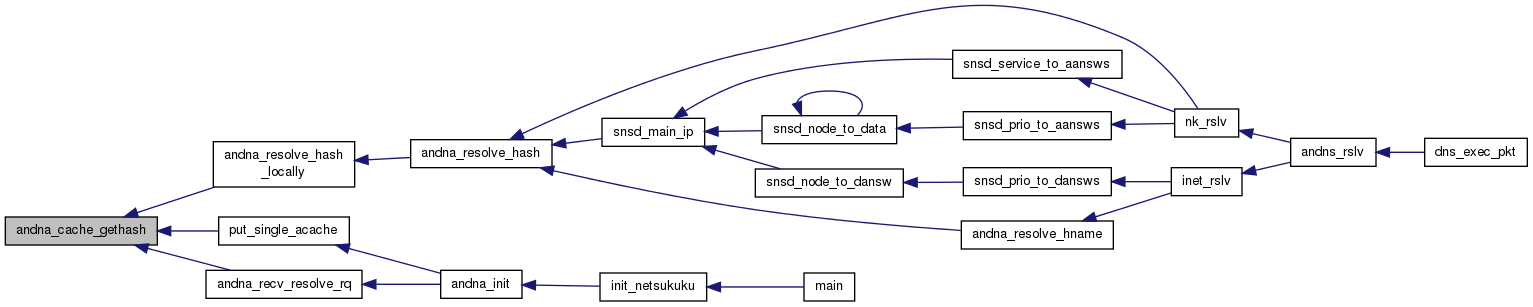 andna_cache_gethash
andna_resolve_hash
_locally
put_single_acache
andna_recv_resolve_rq
andna_resolve_hash
andna_init
snsd_main_ip
init_netsukuku
snsd_node_to_data
snsd_node_to_dansw
main
snsd_service_to_aansws
snsd_prio_to_aansws
snsd_prio_to_dansws
andna_resolve_hname
nk_rslv
inet_rslv
andns_rslv
dns_exec_pkt